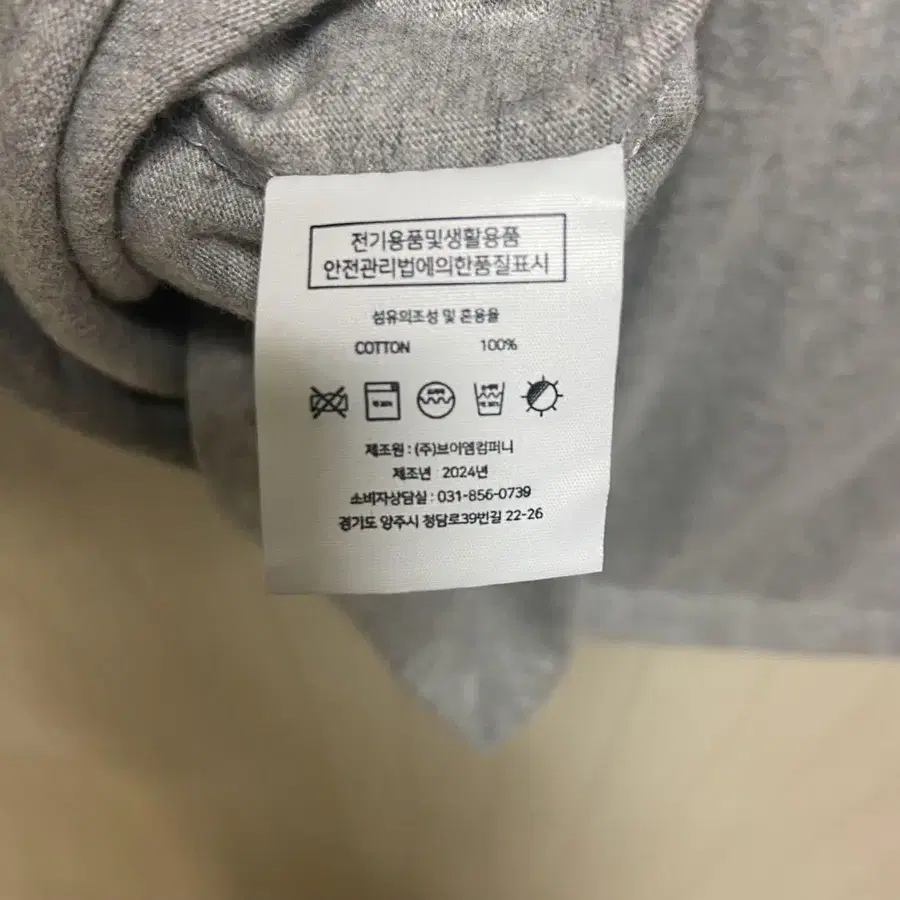 전기용품및생활용품
안전관리법에의한품질표시
섬유의조성 및 혼용율
COTTON 100%
제조원 : (주)브이엠컴퍼니
제조년 : 2024년
소비자상담실 : 031-856-0739
경기도 양주시 청담로39번길 22-26